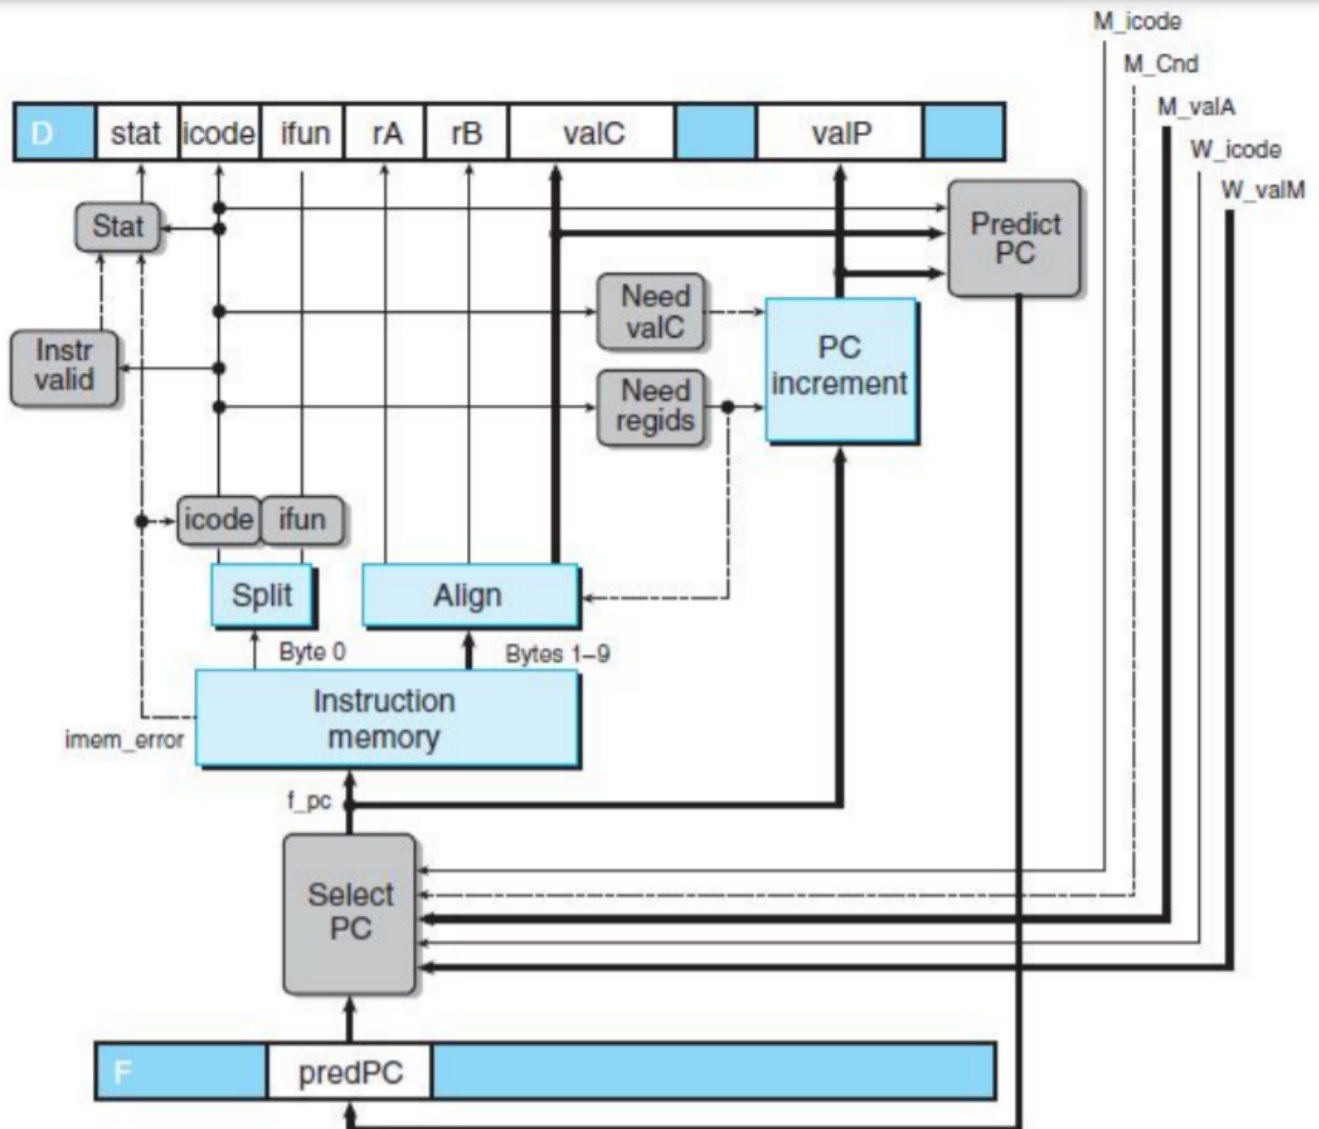 M_icode
M_Cnd
M_valA
W_icode
W_valM
D stat icode ifun rA rB valC valP
Stat
Predict
PC
Need
valC
Instr
valid
PC
increment
Need
regids
icode ifun
Split
Align
Byte 0
Bytes 1–9
Instruction
memory
imem_error
f_pc
Select
PC
F predPC